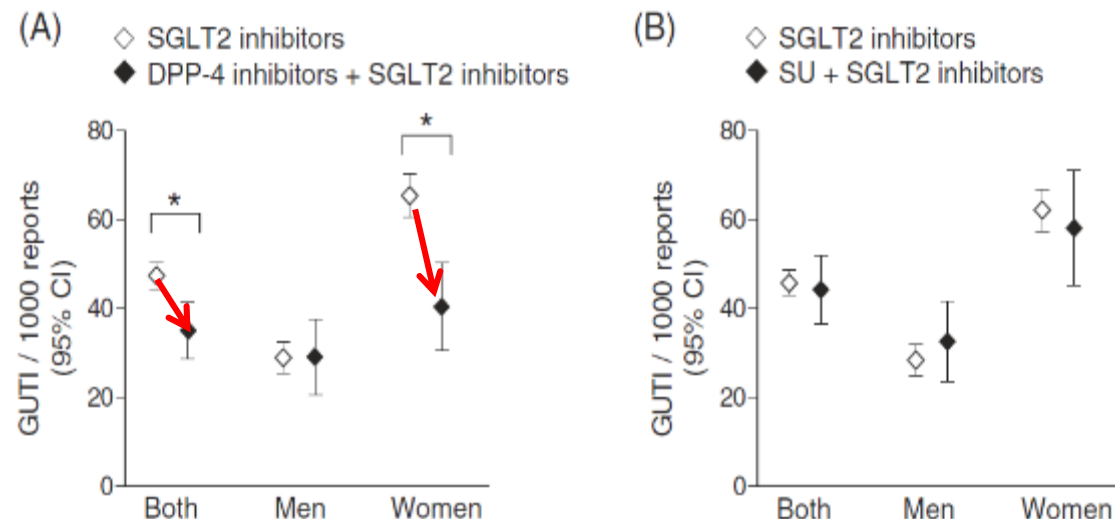 (A)
SGLT2 inhibitors
DPP-4 inhibitors + SGLT2 inhibitors
GUTI / 1000 reports
(95% CI)
80
60
40
20
0
*
*
Both
Men
Women
(B)
SGLT2 inhibitors
SU + SGLT2 inhibitors
GUTI / 1000 reports
(95% CI)
80
60
40
20
0
Both
Men
Women